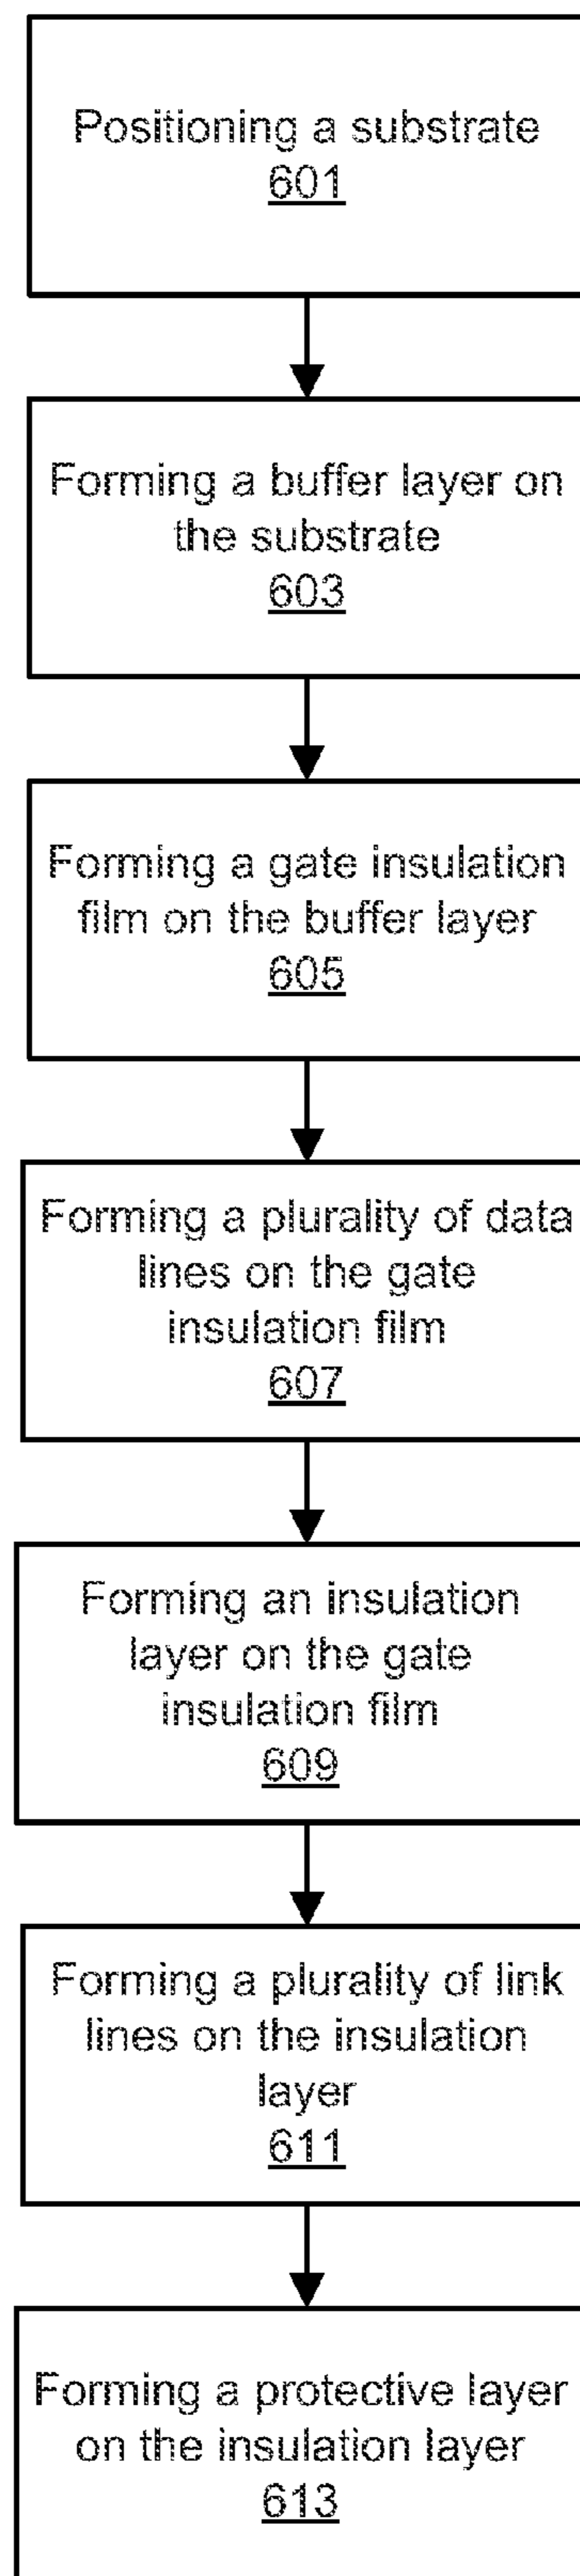 Positioning a substrate
601
Forming a buffer layer on
the substrate
603
Forming a gate insulation
film on the buffer layer
605
Forming a plurality of data
lines on the gate
insulation film
607
Forming an insulation
layer on the gate
insulation film
609
Forming a plurality of link
lines on the insulation
layer
611
Forming a protective layer
on the insulation layer
613